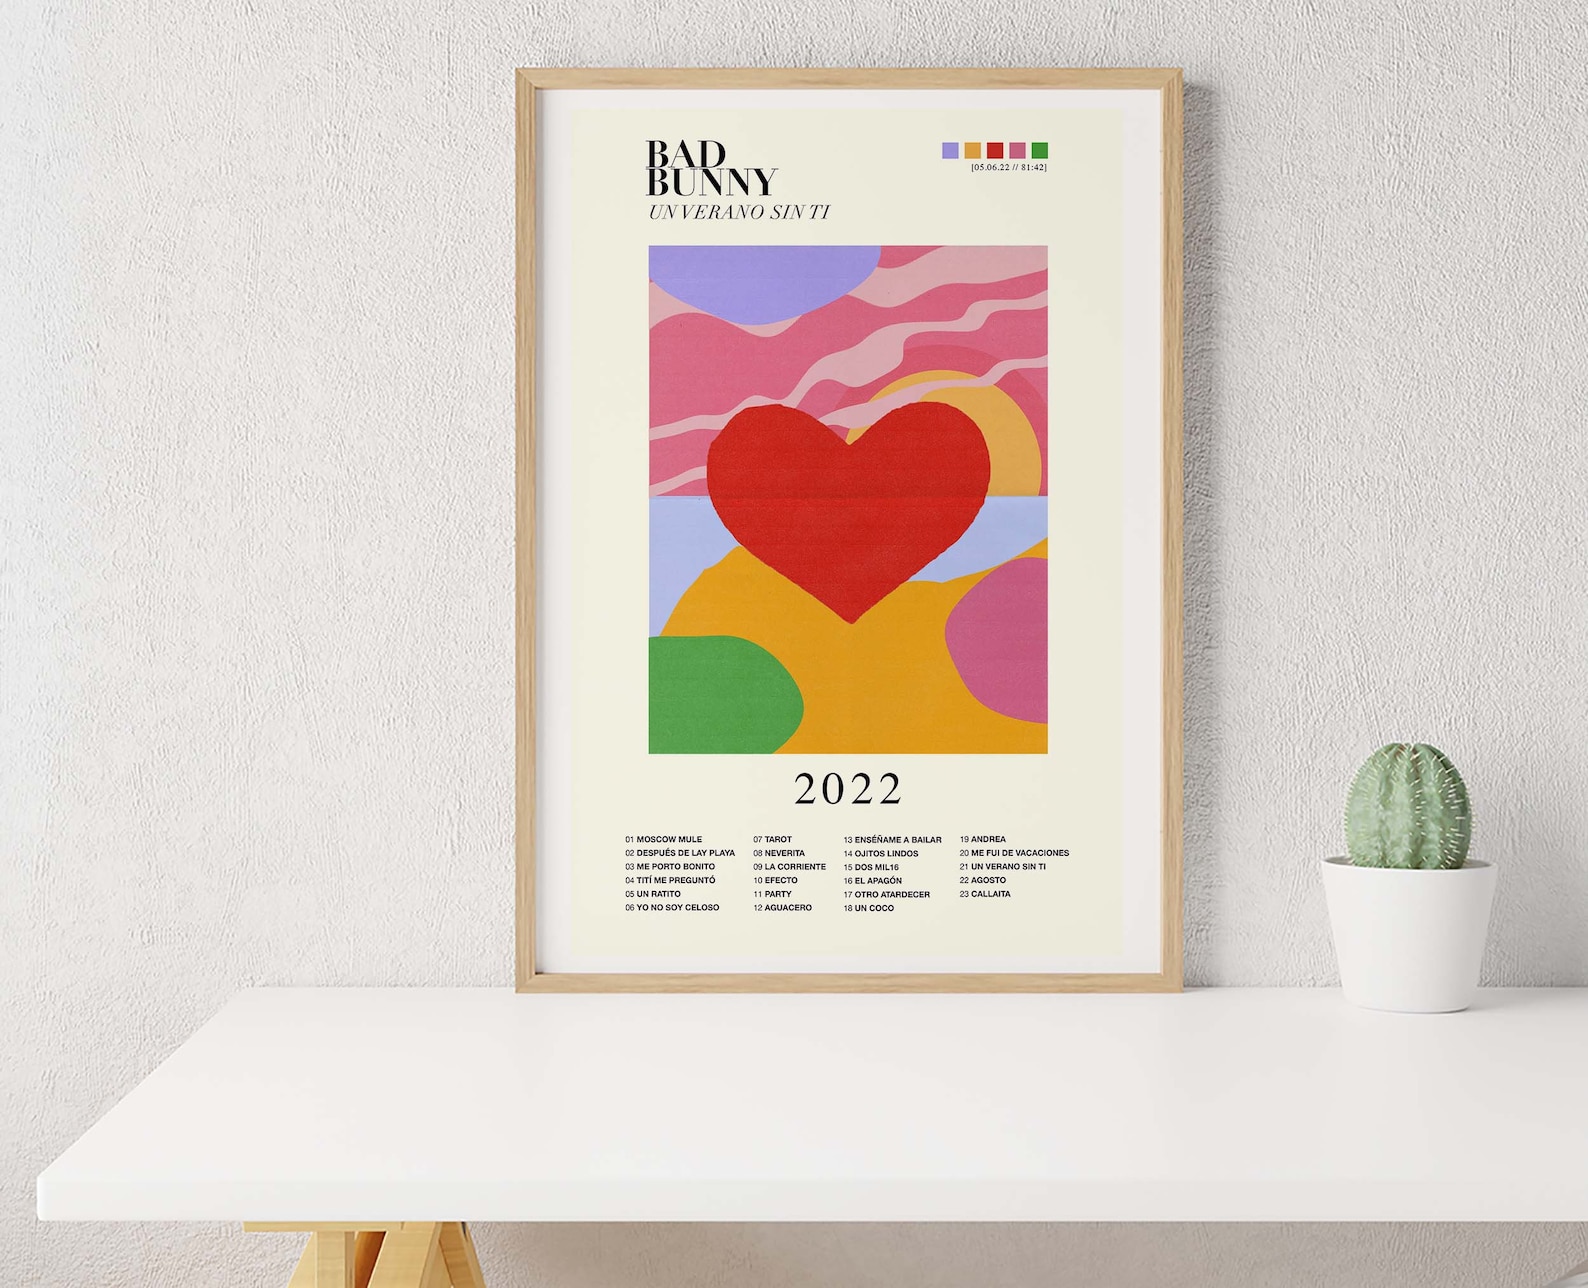 BAD
BUNNY
UN VERANO SIN TI
[05.06.22 // 81:42]
2022
01 MOSCOW MULE
02 DESPUÉS DE LAY PLAYA
03 ME PORTO BONITO
04 TITÍ ME PREGUNTÓ
05 UN RATITO
06 YO NO SOY CELOSO
07 TAROT
08 NEVERITA
09 LA CORRIENTE
10 EFECTO
11 PARTY
12 AGUACERO
13 ENSÉÑAME A BAILAR
14 OJITOS LINDOS
15 DOS MIL16
16 EL APAGÓN
17 OTRO ATARDECER
18 UN COCO
19 ANDREA
20 ME FUI DE VACACIONES
21 UN VERANO SIN TI
22 AGOSTO
23 CALLAITA